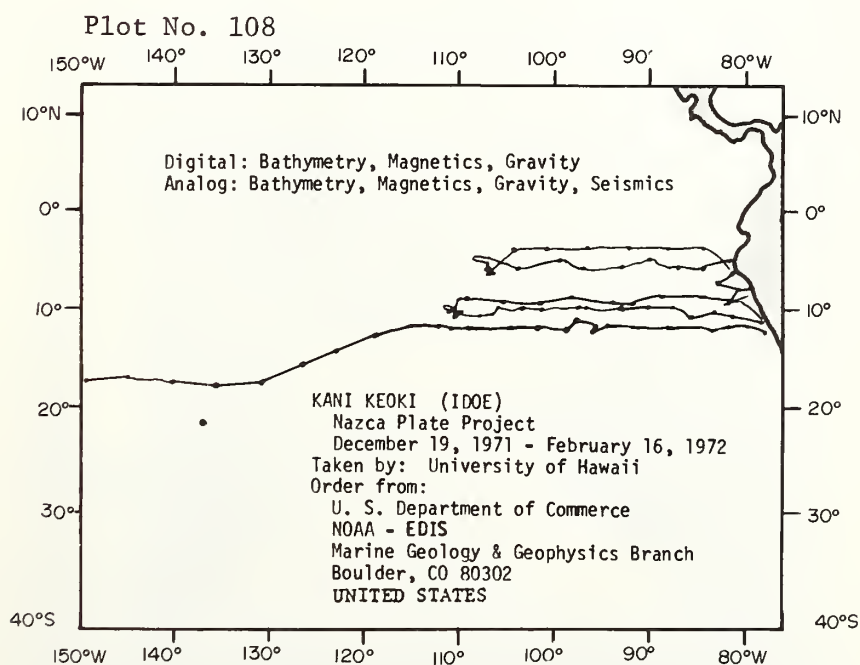 Plot No. 108
150°W 140° 130° 120° 110° 100° 90° 80°W
10°N 10°N
Digital: Bathymetry, Magnetics, Gravity
Analog: Bathymetry, Magnetics, Gravity, Seismics
0° 0°
10° 10°
20° 20°
KANI KEOKI (IDOE)
Nazca Plate Project
December 19, 1971 - February 16, 1972
Taken by: University of Hawaii
Order from:
U. S. Department of Commerce
30° 30°
NOAA - EDIS
Marine Geology & Geophysics Branch
Boulder, CO 80302
UNITED STATES
40°S 40°S
150°W 140° 130° 120° 110° 100° 90° 80°W